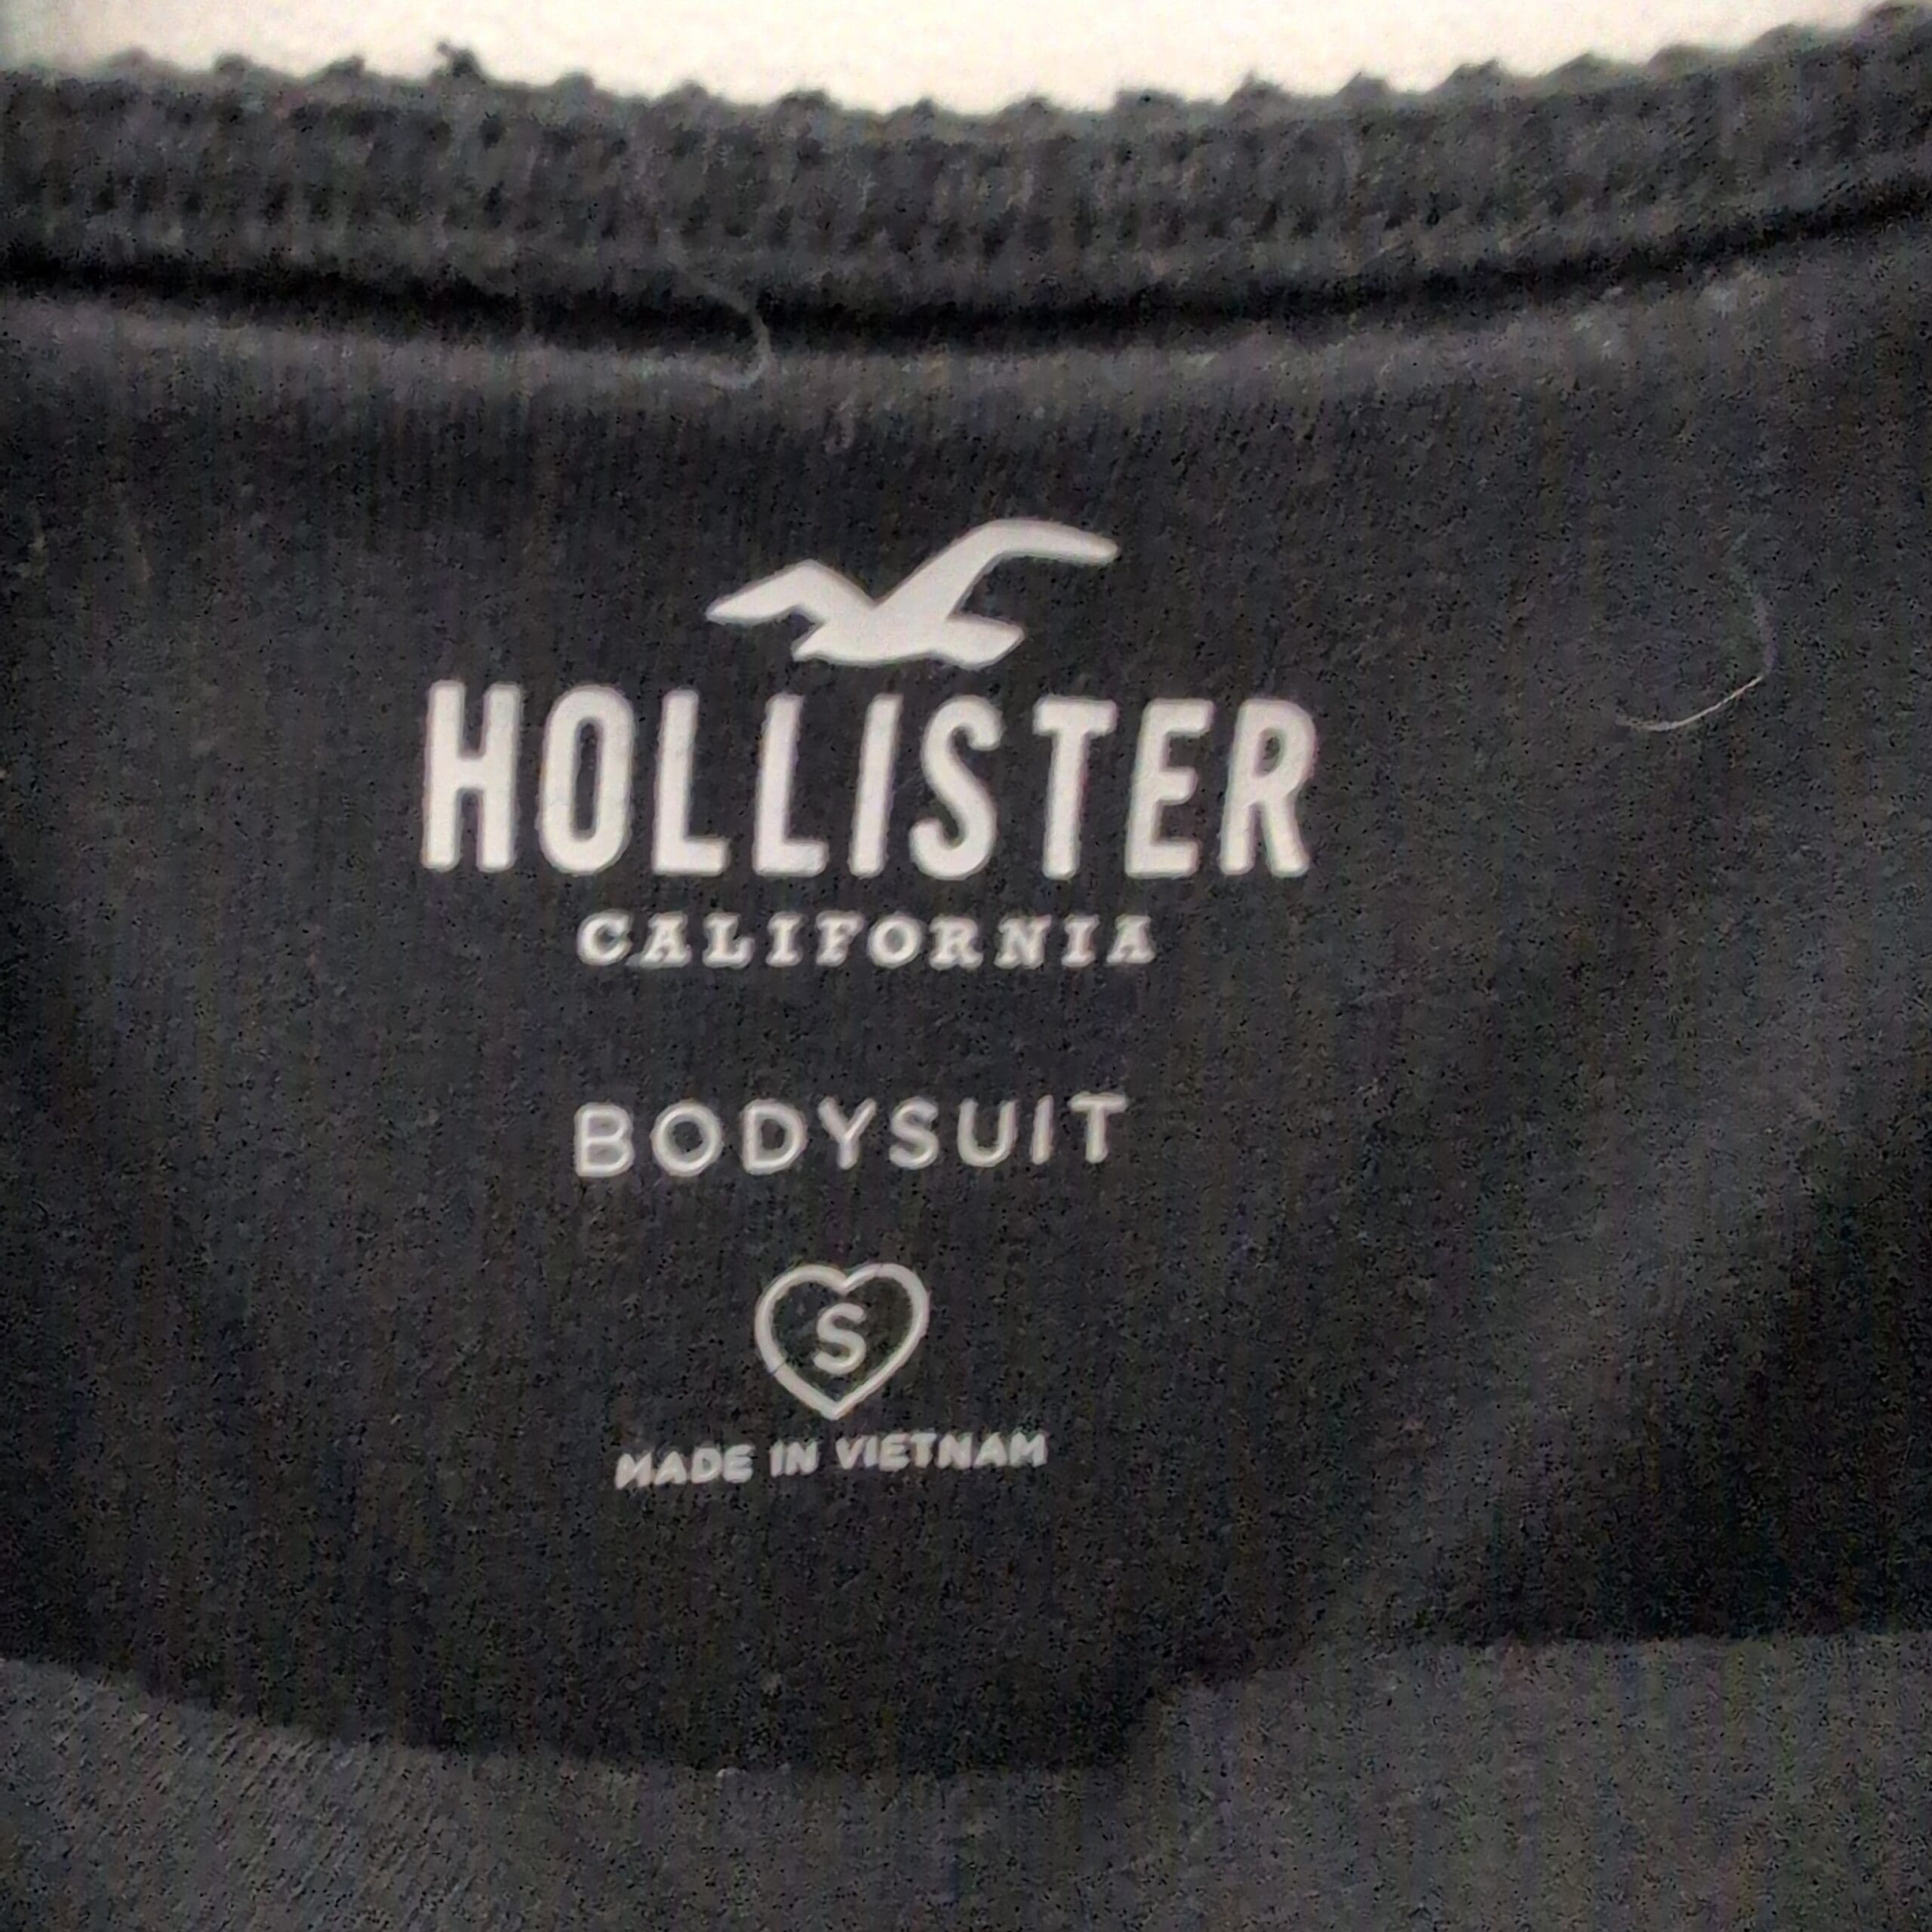 HOLLISTER
CALIFORNIA
BODYSUIT
S
MADE IN VIETNAM